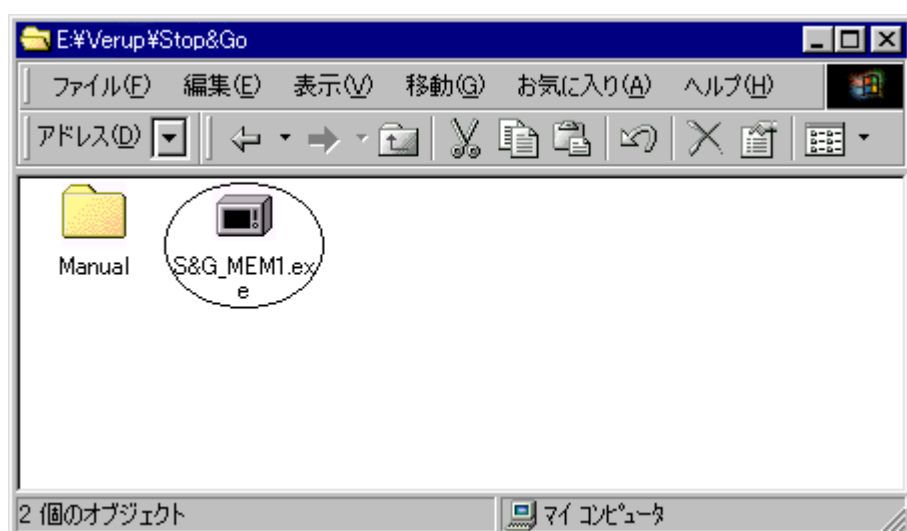 E:¥Verup¥Stop&Go
ファイル(F) 編集(E) 表示(V) 移動(G) お気に入り(A) ヘルプ(H)
アドレス(D)
Manual
S&G_MEM1.ex
e
2 個のオブジェクト
マイ コンピュータ